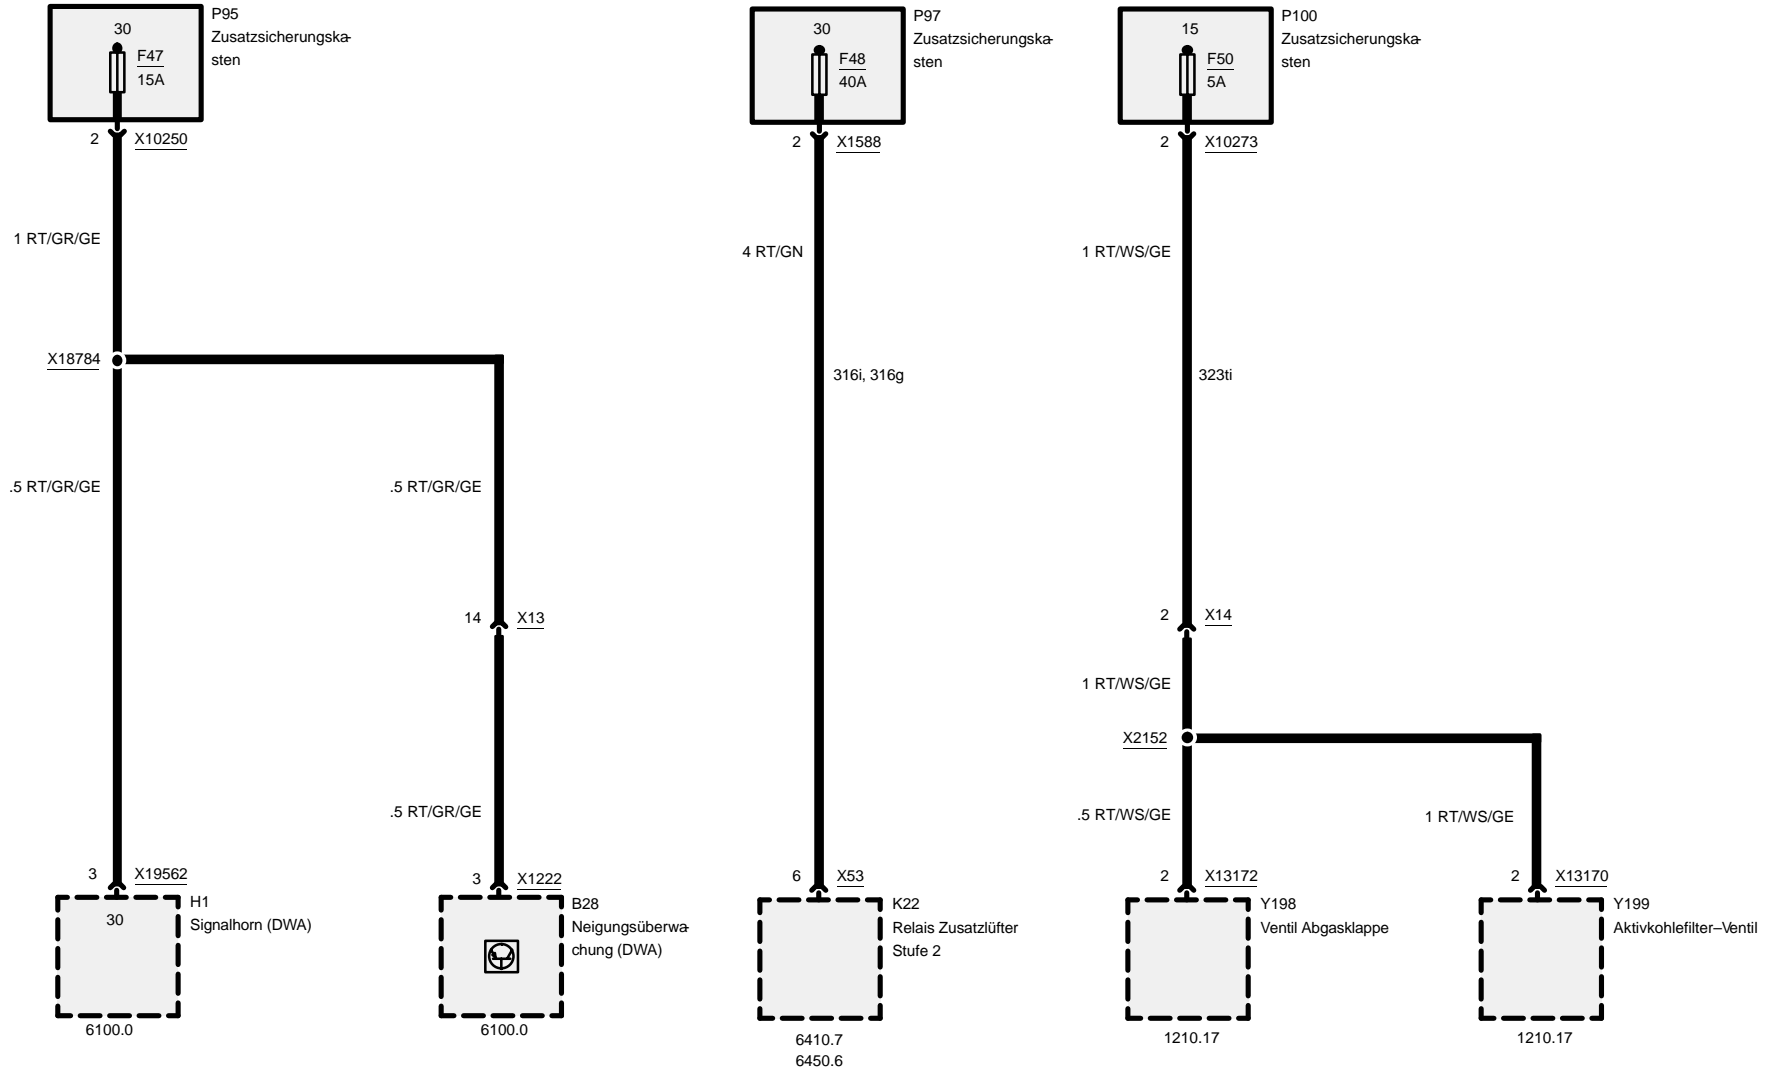 P95
Zusatzsicherungska-
sten
30
F47
15A
2
X10250
1 RT/GR/GE
X18784
.5 RT/GR/GE
.5 RT/GR/GE
14
X13
.5 RT/GR/GE
3
X19562
3
X1222
H1
Signalhorn (DWA)
30
6100.0
B28
Neigungsüberwa-
chung (DWA)
6100.0
P97
Zusatzsicherungska-
sten
30
F48
40A
2
X1588
4 RT/GN
316i, 316g
6
X53
K22
Relais Zusatzlüfter
Stufe 2
6410.7
6450.6
P100
Zusatzsicherungska-
sten
15
F50
5A
2
X10273
1 RT/WS/GE
323ti
2
X14
1 RT/WS/GE
X2152
.5 RT/WS/GE
1 RT/WS/GE
2
X13172
2
X13170
Y198
Ventil Abgasklappe
1210.17
Y199
Aktivkohlefilter–Ventil
1210.17